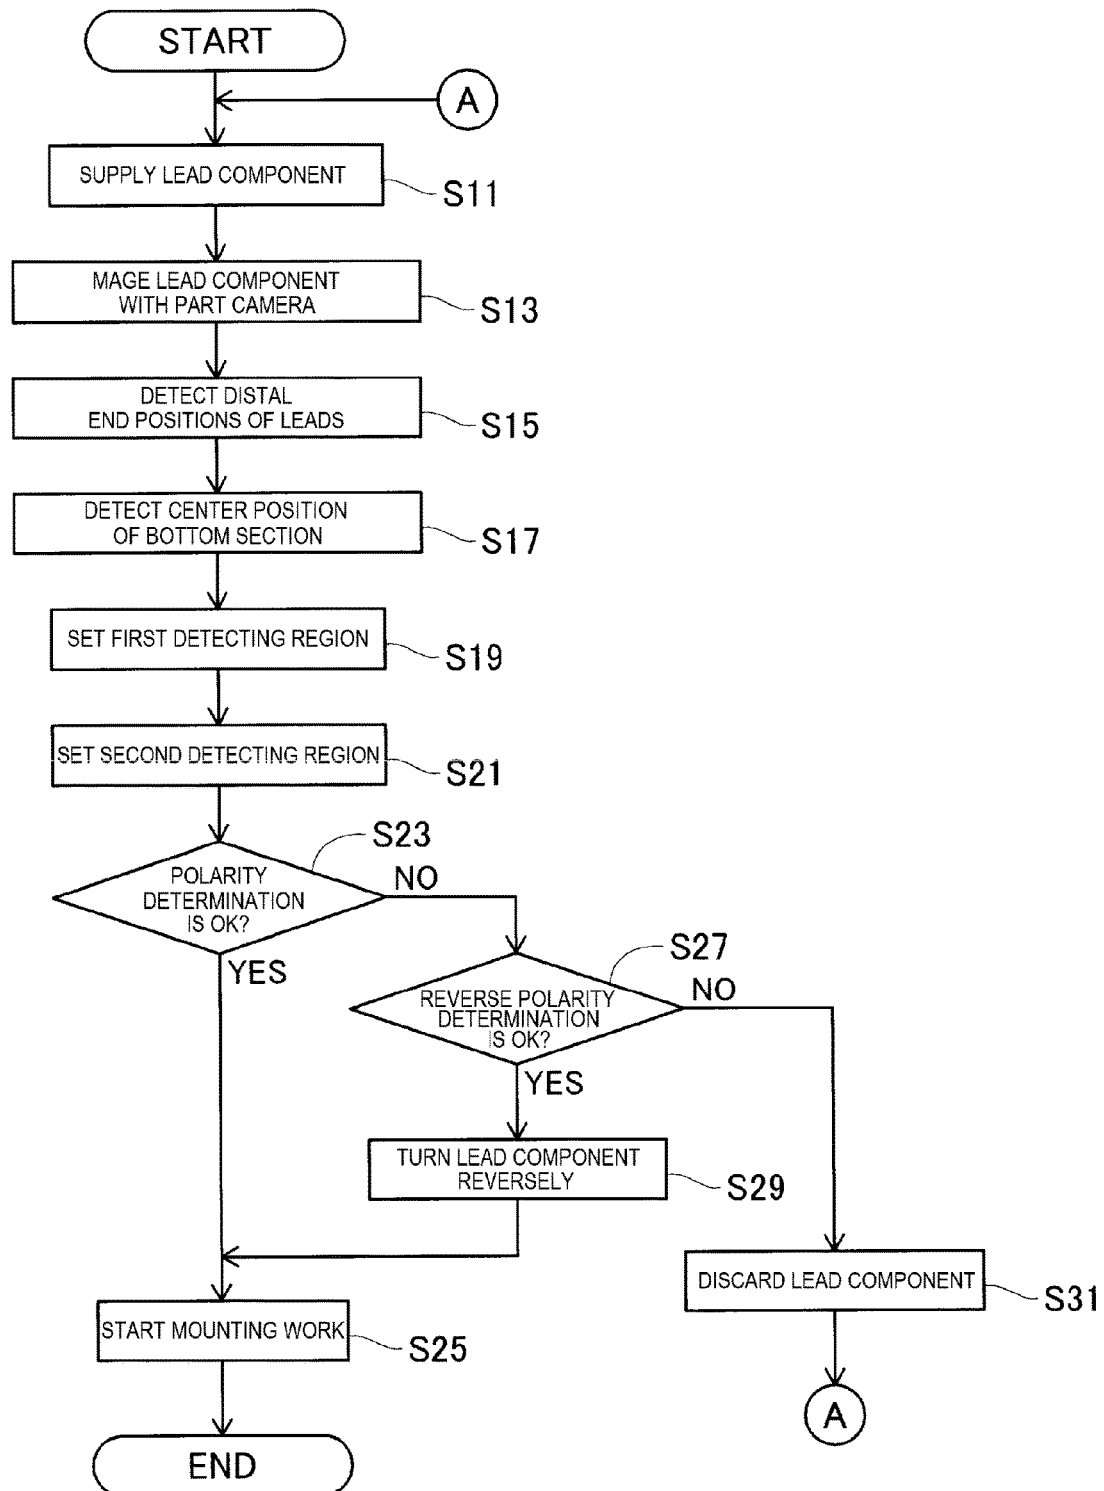 START
A
SUPPLY LEAD COMPONENT
S11
MAGE LEAD COMPONENT
WITH PART CAMERA
S13
DETECT DISTAL
END POSITIONS OF LEADS
S15
DETECT CENTER POSITION
OF BOTTOM SECTION
S17
SET FIRST DETECTING REGION
S19
SET SECOND DETECTING REGION
S21
S23
POLARITY
DETERMINATION
IS OK?
NO
YES
S27
REVERSE POLARITY
DETERMINATION
IS OK?
NO
YES
TURN LEAD COMPONENT
REVERSELY
S29
DISCARD LEAD COMPONENT
S31
START MOUNTING WORK
S25
A
END